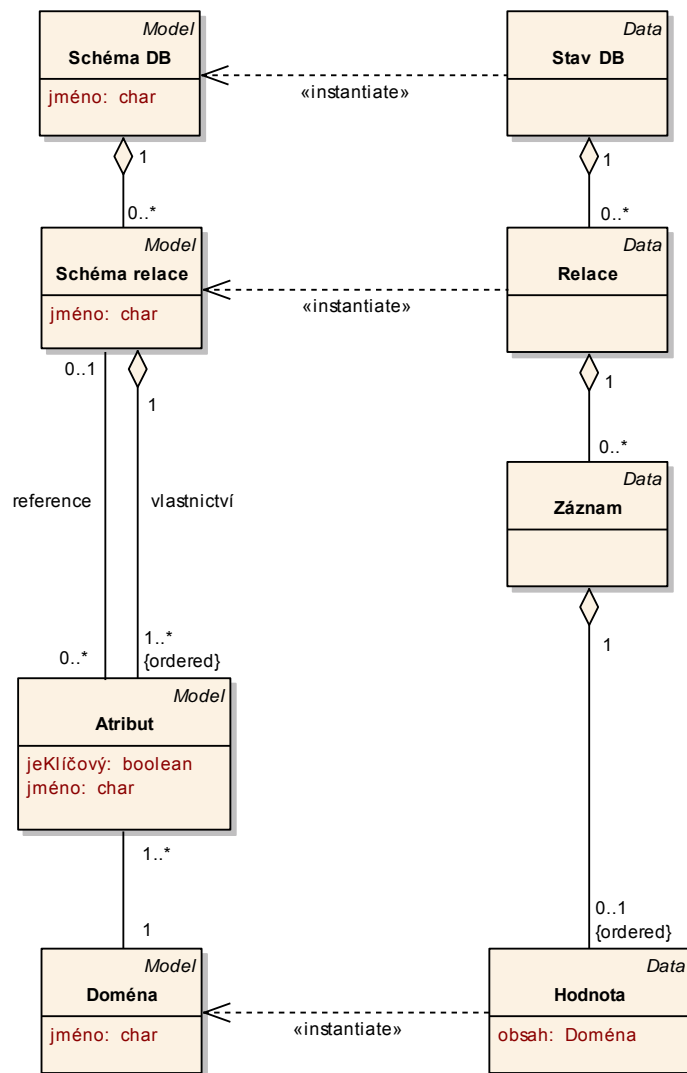 Model
Schéma DB
jméno: char
Data
Stav DB
«instantiate»
1
0..*
1
0..*
Model
Schéma relace
jméno: char
Data
Relace
«instantiate»
0..1
1
1
0..*
reference
vlastnictví
Data
Záznam
1
0..*
1..*
{ordered}
Model
Atribut
jeKlíčový: boolean
jméno: char
1..*
1
0..1
{ordered}
Model
Doména
jméno: char
«instantiate»
Data
Hodnota
obsah: Doména